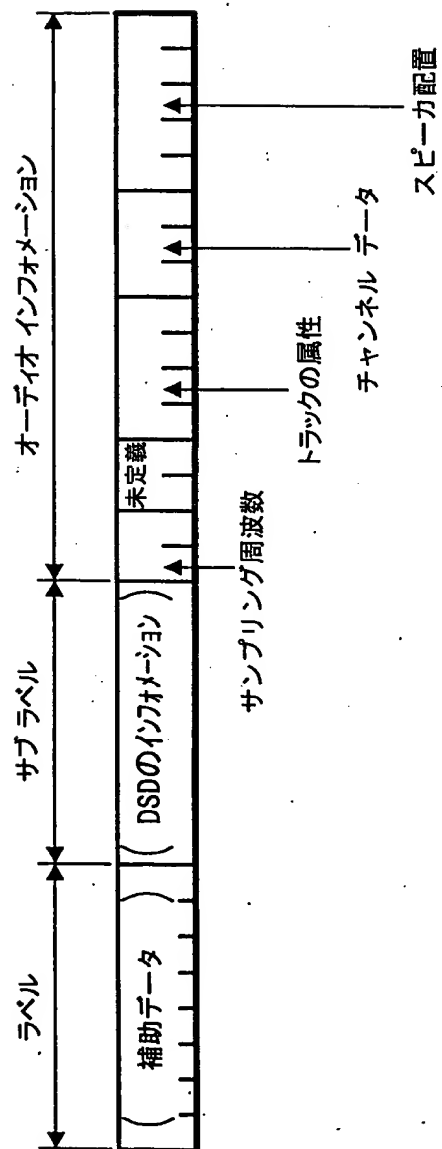 ラベル
サブラベル
オーディオ インフォメーション
(補助データ)
(DSDのインフォメーション)
未定義
サンプリング周波数
トラックの属性
チャンネル データ
スピーカ配置